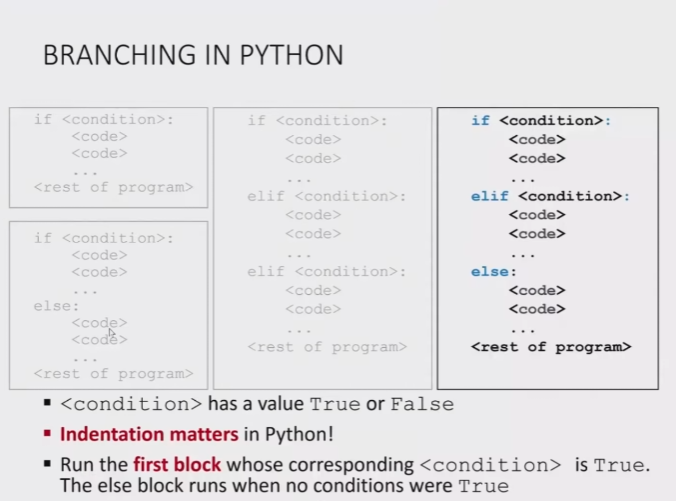 BRANCHING IN PYTHON
if <condition>:
<code>
<code>
...
<rest of program>
if <condition>:
<code>
<code>
...
else:
<code>
<code>
...
<rest of program>
if <condition>:
<code>
<code>
...
elif <condition>:
<code>
<code>
...
elif <condition>:
<code>
<code>
...
<rest of program>
if <condition>:
<code>
<code>
...
elif <condition>:
<code>
<code>
...
else:
<code>
<code>
...
<rest of program>
▪ <condition> has a value True or False
▪ Indentation matters in Python!
▪ Run the first block whose corresponding <condition> is True.
The else block runs when no conditions were True